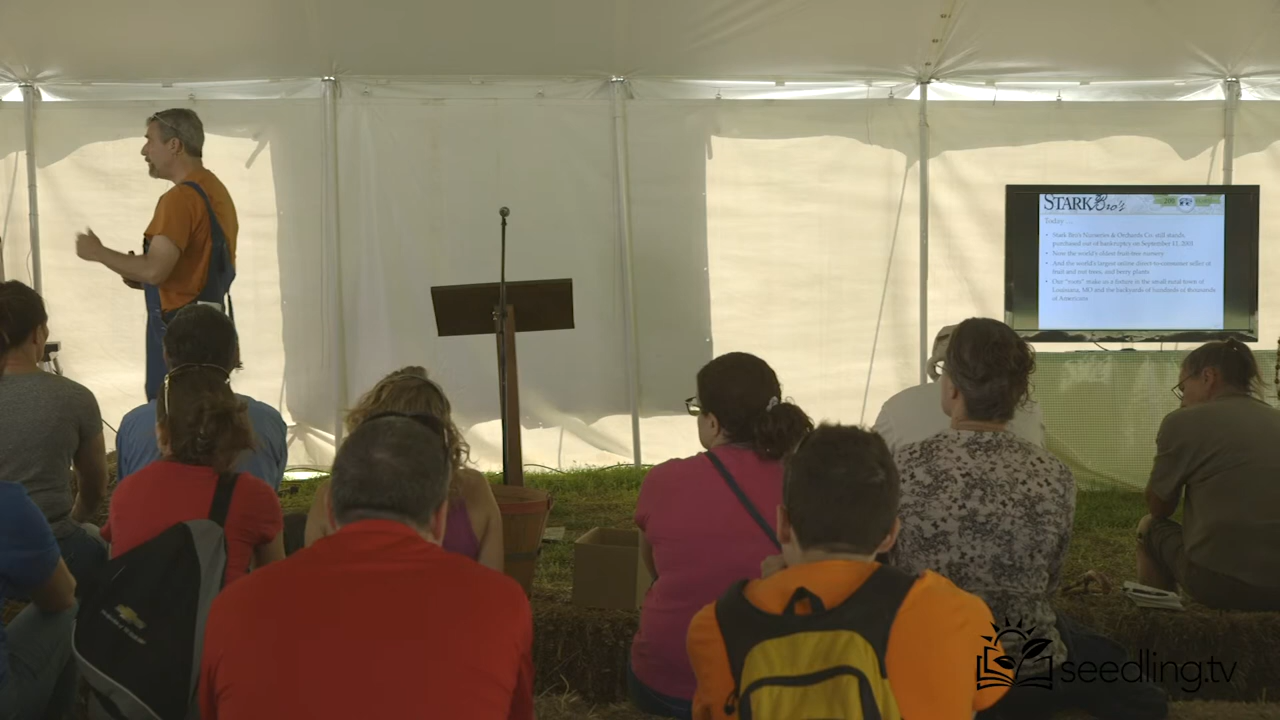 STARK Bro's
200
Today ...
• Stark Bro's Nurseries & Orchards Co. still stands,
purchased out of bankruptcy on September 11, 2001
• Now the world's oldest fruit-tree nursery
• And the world's largest online direct-to-consumer seller of
fruit and nut trees, and berry plants
• Our "roots" make us a fixture in the small rural town of
Louisiana, MO and the backyards of hundreds of thousands
of Americans
seedling.tv